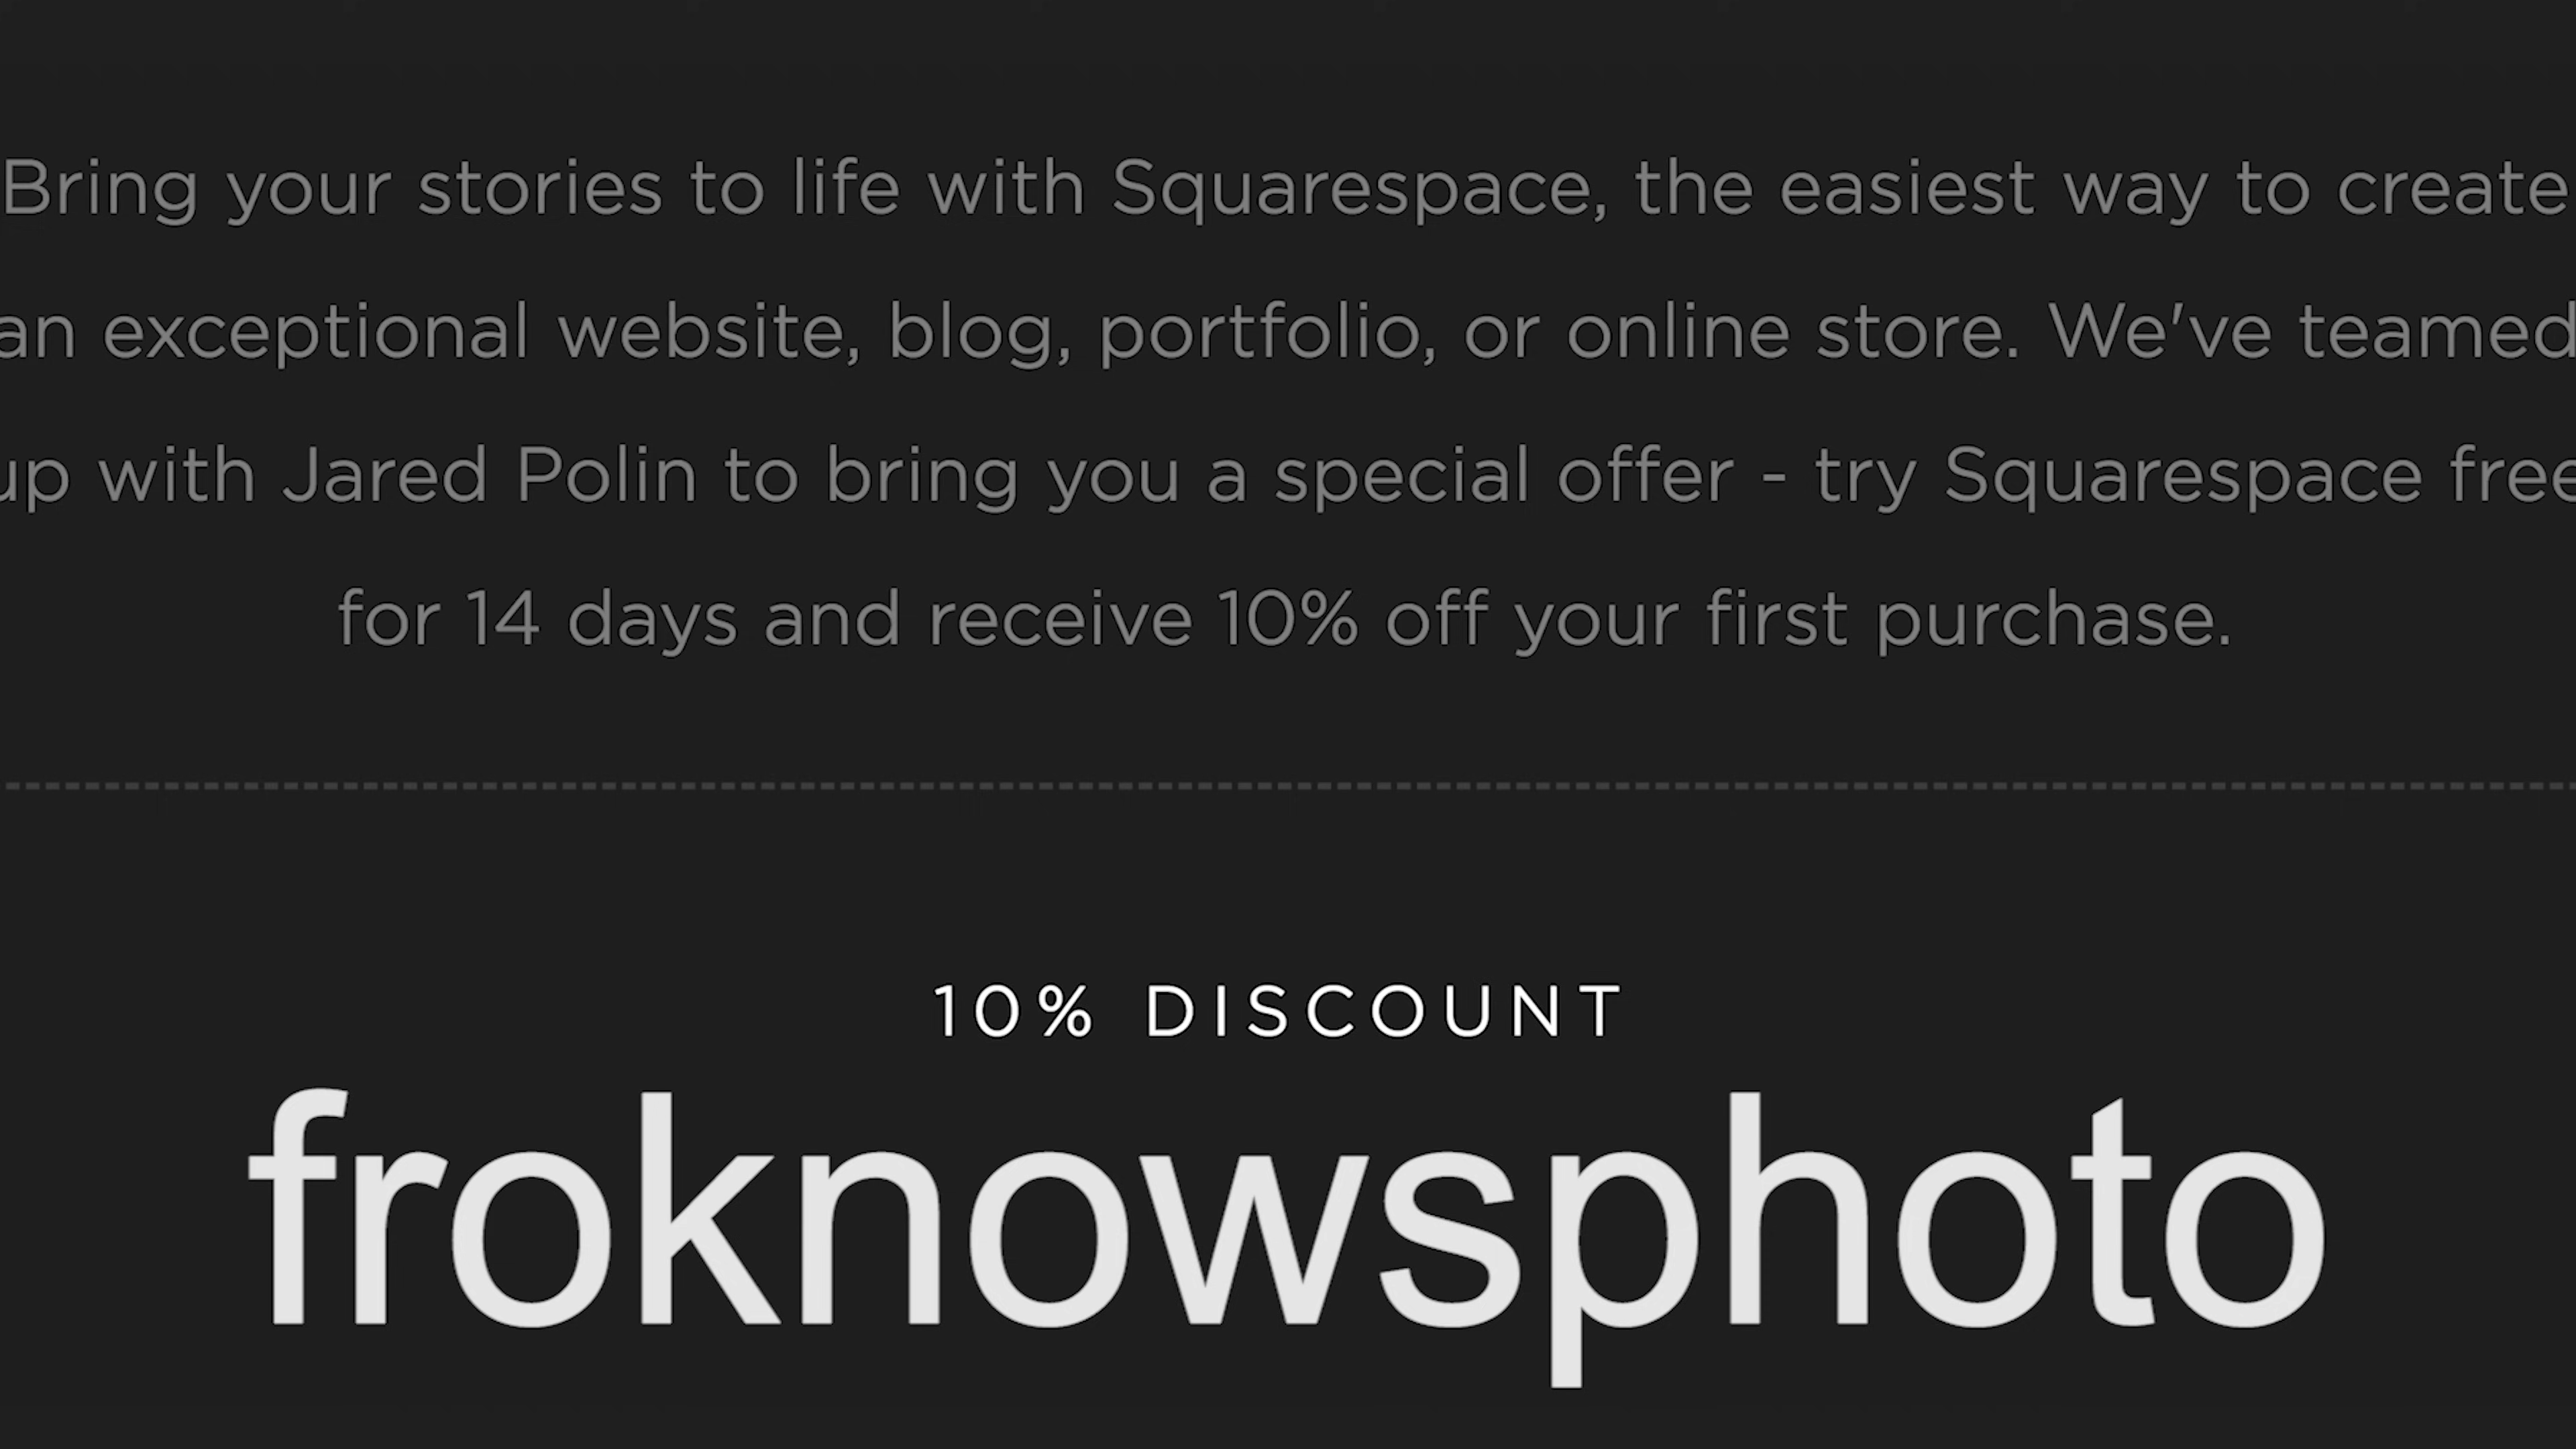 Bring your stories to life with Squarespace, the easiest way to create
an exceptional website, blog, portfolio, or online store. We've teamed
up with Jared Polin to bring you a special offer - try Squarespace free
for 14 days and receive 10% off your first purchase.
10% DISCOUNT
froknowsphoto